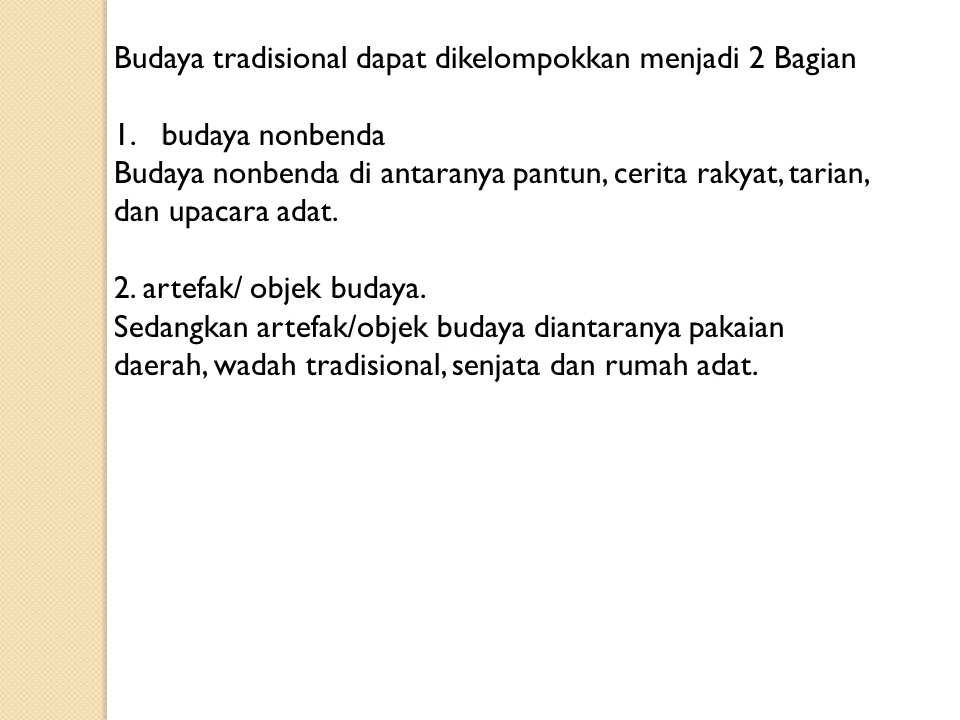 Budaya tradisional dapat dikelompokkan menjadi 2 Bagian
1. budaya nonbenda
Budaya nonbenda di antaranya pantun, cerita rakyat, tarian,
dan upacara adat.
2. artefak/ objek budaya.
Sedangkan artefak/objek budaya diantaranya pakaian
daerah, wadah tradisional, senjata dan rumah adat.